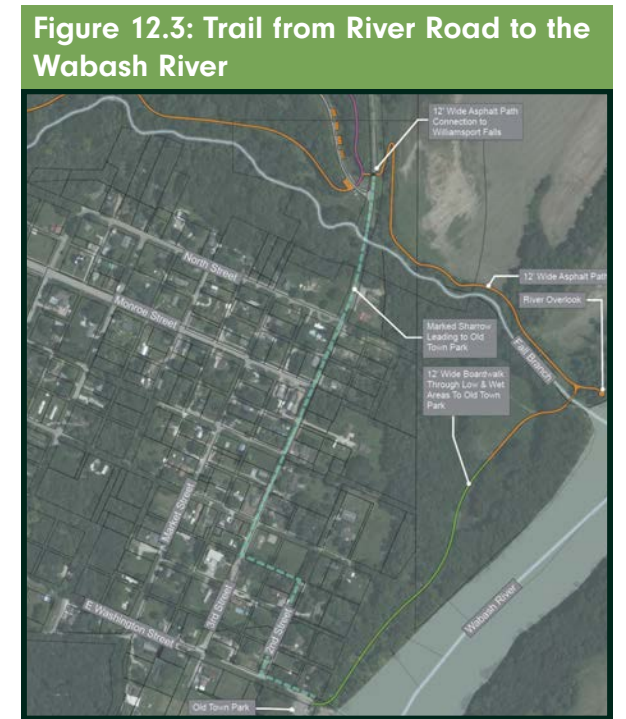 Figure 12.3: Trail from River Road to the
Wabash River
12' Wide Asphalt Path
Connection to
Williamsport Falls
North Street
12' Wide Asphalt Path
River Overlook
Monroe Street
Marked Sharrow
Leading to Old
Town Park
Fall Branch
12' Wide Boardwalk
Through Low & Wet
Areas To Old Town
Park
Market Street
3rd Street
2nd Street
E Washington Street
Wabash River
Old Town Park